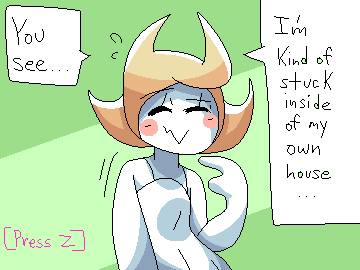 You
see...
I'm
kind of
stuck
inside
of my
own
house
...
[Press Z]